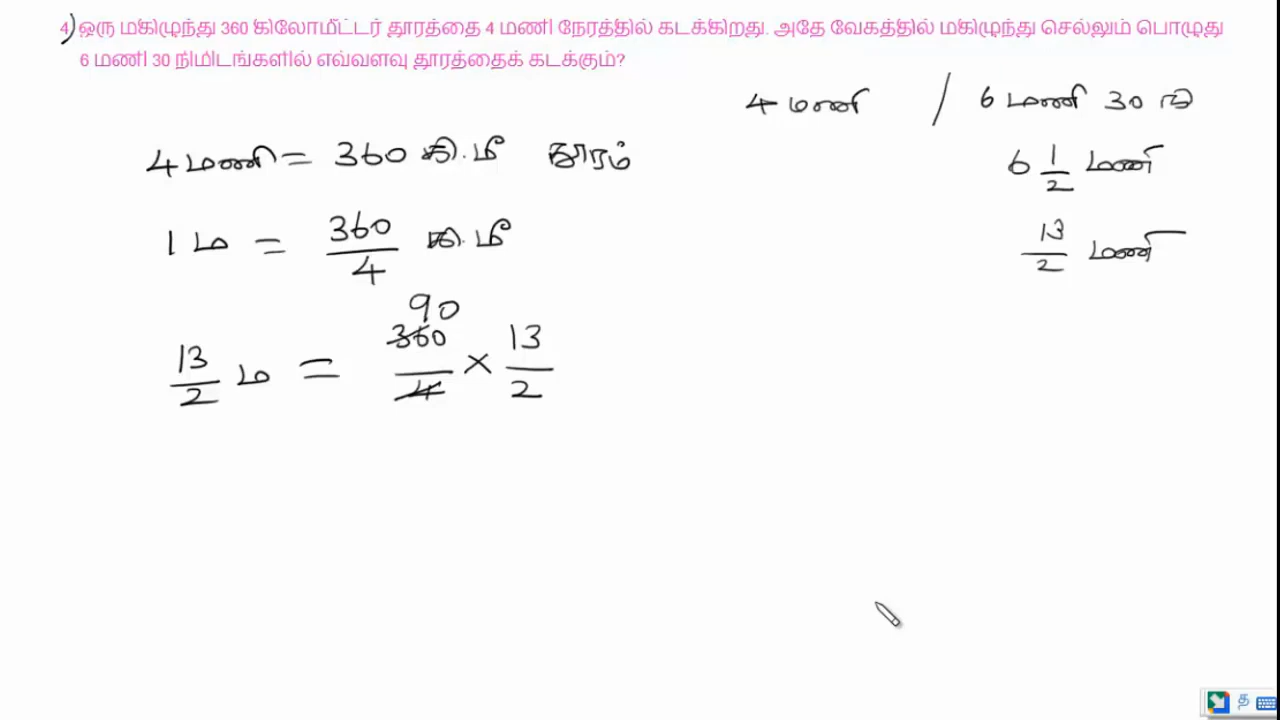 4) ஒரு மகிழுந்து 360 கிலோமீட்டர் தூரத்தை 4 மணி நேரத்தில் கடக்கிறது. அதே வேகத்தில் மகிழுந்து செல்லும் பொழுது
6 மணி 30 நிமிடங்களில் எவ்வளவு தூரத்தைக் கடக்கும்?
4 மணி / 6 மணி 30 நி
4 மணி = 360 கி.மீ தூரம்
6 1/2 மணி
1 ம = 360/4 கி.மீ
13/2 மணி
90
13/2 ம = 360/4 × 13/2
த